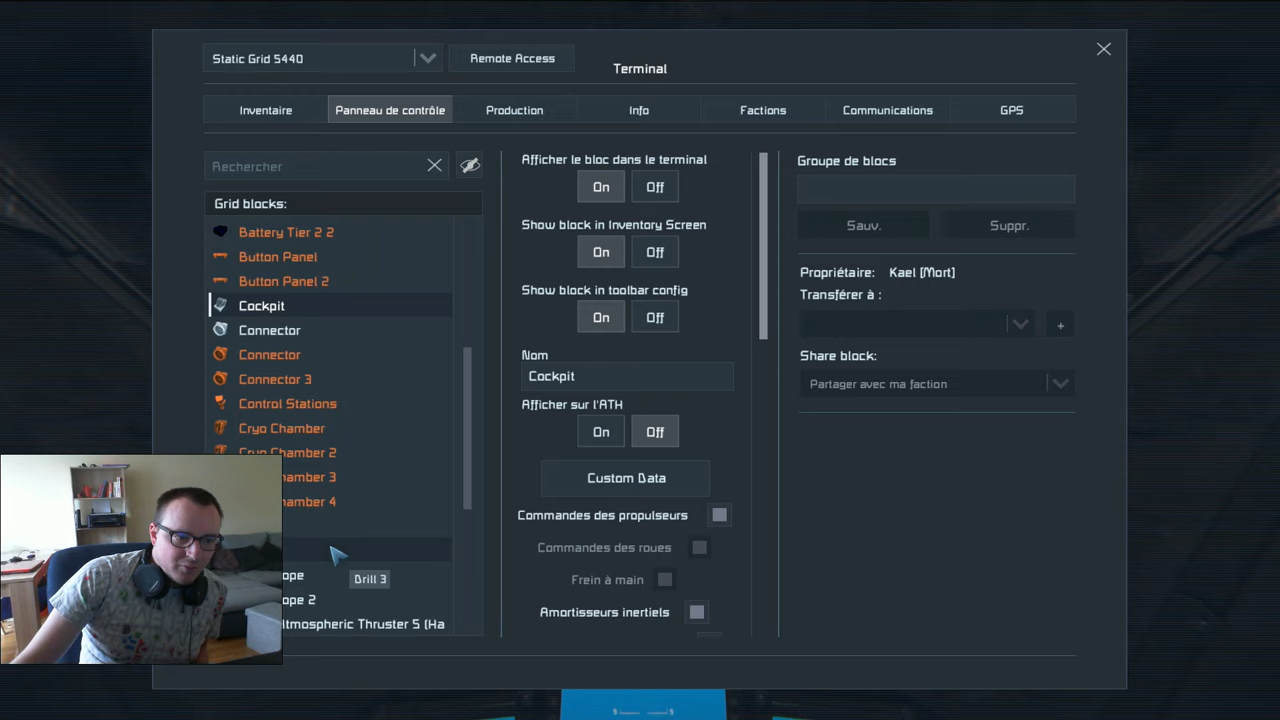 Static Grid 5440
Remote Access
Terminal
Inventaire
Panneau de contrôle
Production
Info
Factions
Communications
GPS
Rechercher
Grid blocks:
Battery Tier 2 2
Button Panel
Button Panel 2
Cockpit
Connector
Connector
Connector 3
Control Stations
Cryo Chamber
Cryo Chamber 2
hamber 3
hamber 4
Drill 3
ope
ope 2
tmospheric Thruster 5 (Ha
Afficher le bloc dans le terminal
On Off
Show block in Inventory Screen
On Off
Show block in toolbar config
On Off
Nom
Cockpit
Afficher sur l'ATH
On Off
Custom Data
Commandes des propulseurs
Commandes des roues
Frein à main
Amortisseurs inertiels
Groupe de blocs
Sauv. Suppr.
Propriétaire: Kael [Mort]
Transférer à :
+
Share block:
Partager avec ma faction